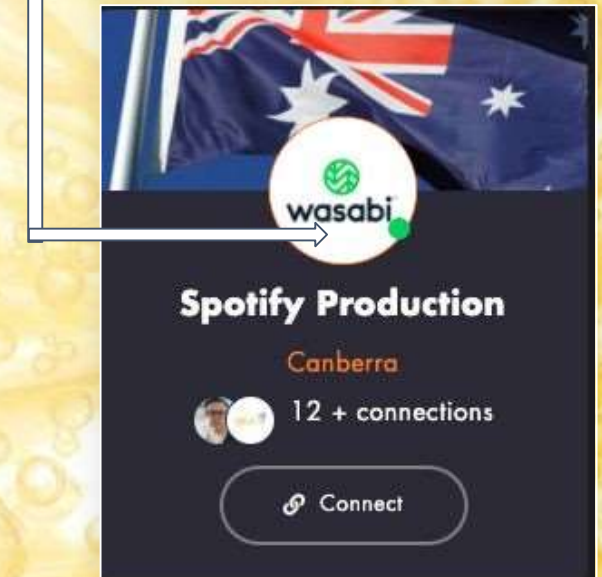 wasabi
Spotify Production
Canberra
12 + connections
Connect